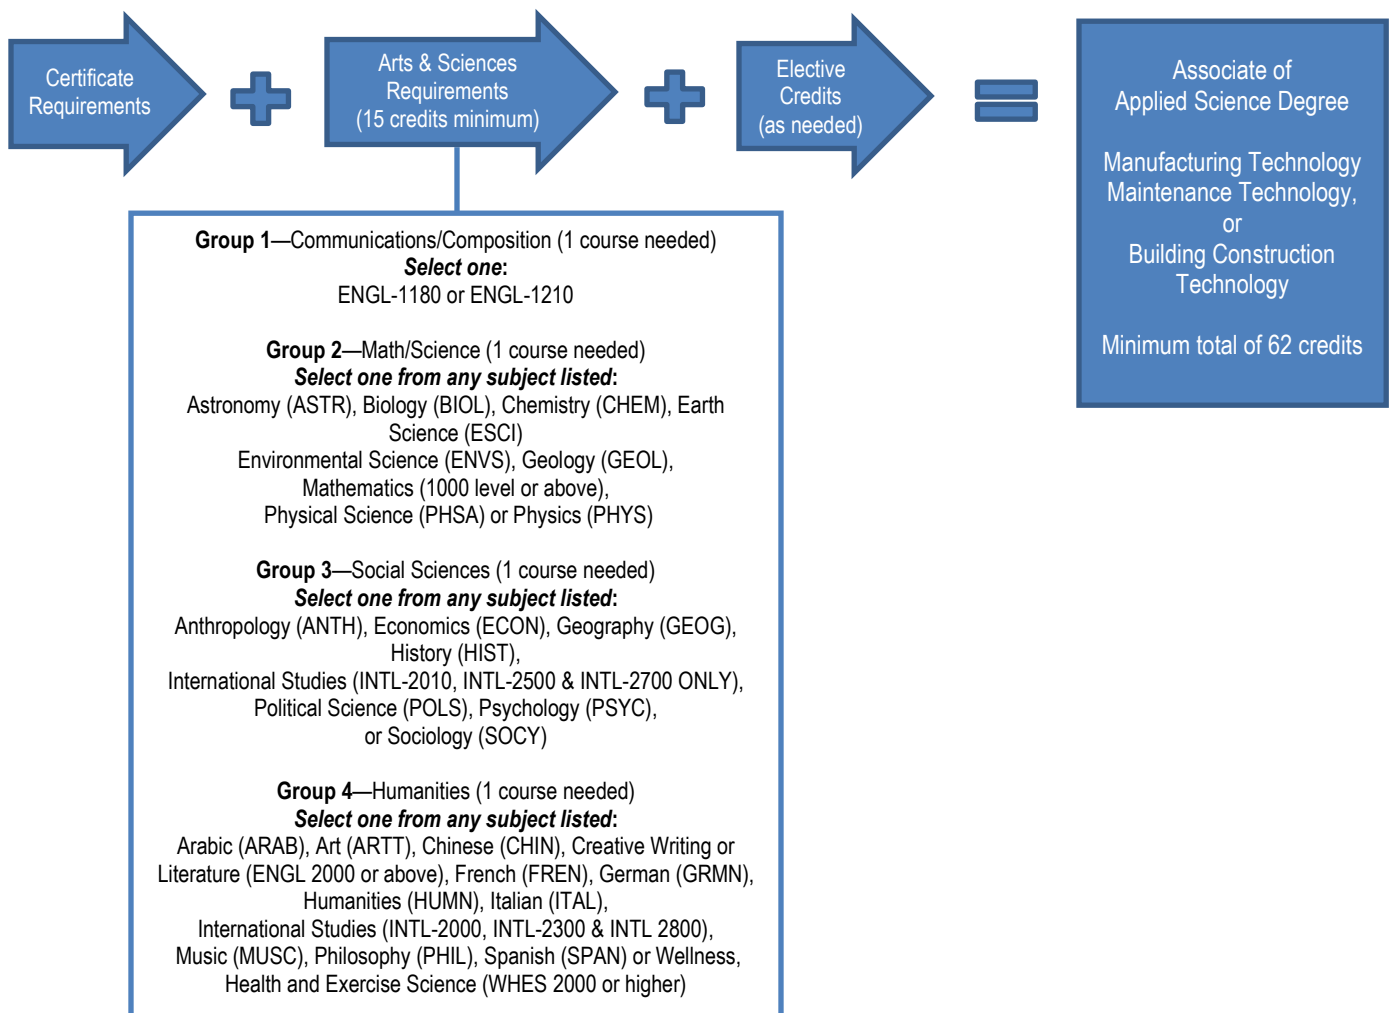 Certificate
Requirements
Arts & Sciences
Requirements
(15 credits minimum)
Elective
Credits
(as needed)
Associate of
Applied Science Degree
Manufacturing Technology
Maintenance Technology,
or
Building Construction
Technology
Minimum total of 62 credits
Group 1—Communications/Composition (1 course needed)
Select one:
ENGL-1180 or ENGL-1210
Group 2—Math/Science (1 course needed)
Select one from any subject listed:
Astronomy (ASTR), Biology (BIOL), Chemistry (CHEM), Earth
Science (ESCI)
Environmental Science (ENVS), Geology (GEOL),
Mathematics (1000 level or above),
Physical Science (PHSA) or Physics (PHYS)
Group 3—Social Sciences (1 course needed)
Select one from any subject listed:
Anthropology (ANTH), Economics (ECON), Geography (GEOG),
History (HIST),
International Studies (INTL-2010, INTL-2500 & INTL-2700 ONLY),
Political Science (POLS), Psychology (PSYC),
or Sociology (SOCY)
Group 4—Humanities (1 course needed)
Select one from any subject listed:
Arabic (ARAB), Art (ARTT), Chinese (CHIN), Creative Writing or
Literature (ENGL 2000 or above), French (FREN), German (GRMN),
Humanities (HUMN), Italian (ITAL),
International Studies (INTL-2000, INTL-2300 & INTL 2800),
Music (MUSC), Philosophy (PHIL), Spanish (SPAN) or Wellness,
Health and Exercise Science (WHES 2000 or higher)